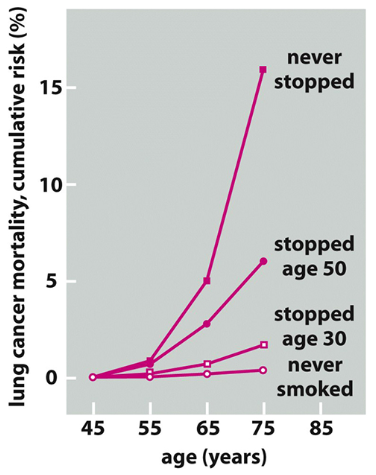 lung cancer mortality, cumulative risk (%)
15
10
5
0
never
stopped
stopped
age 50
stopped
age 30
never
smoked
45 55 65 75 85
age (years)